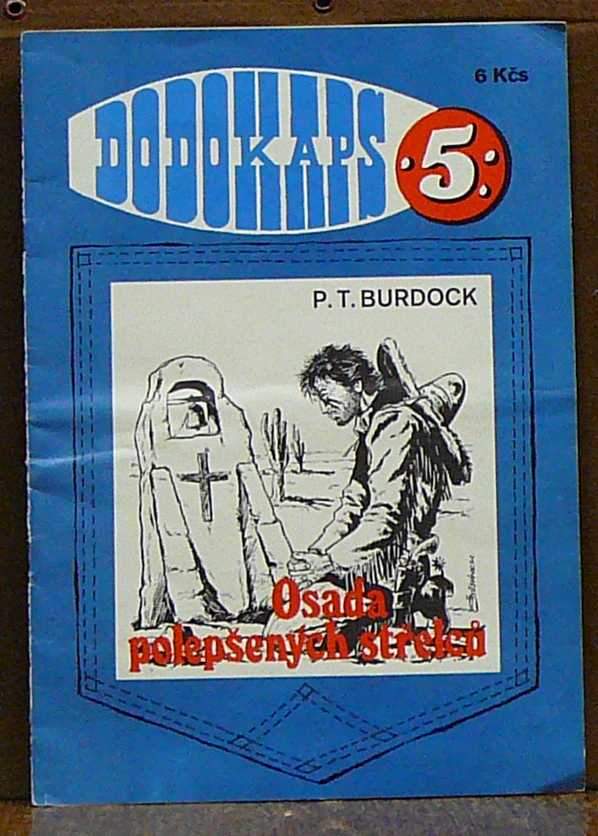 6 Kčs
DODOKAPS
5
P. T. BURDOCK
Osada
polepšených střelců